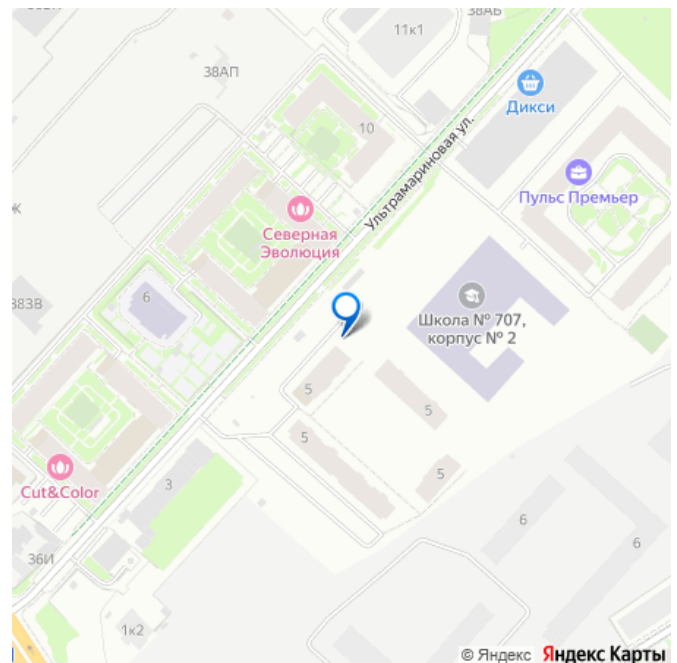 38АБ
11к1
38АП
Дикси
10
Ультрамариновая ул.
Пульс Премьер
Ж
Северная
Эволюция
383В
6
Школа № 707,
корпус № 2
5
5
5
5
Cut&Color
3
6
6
36И
1к2
© Яндекс Яндекс Карты